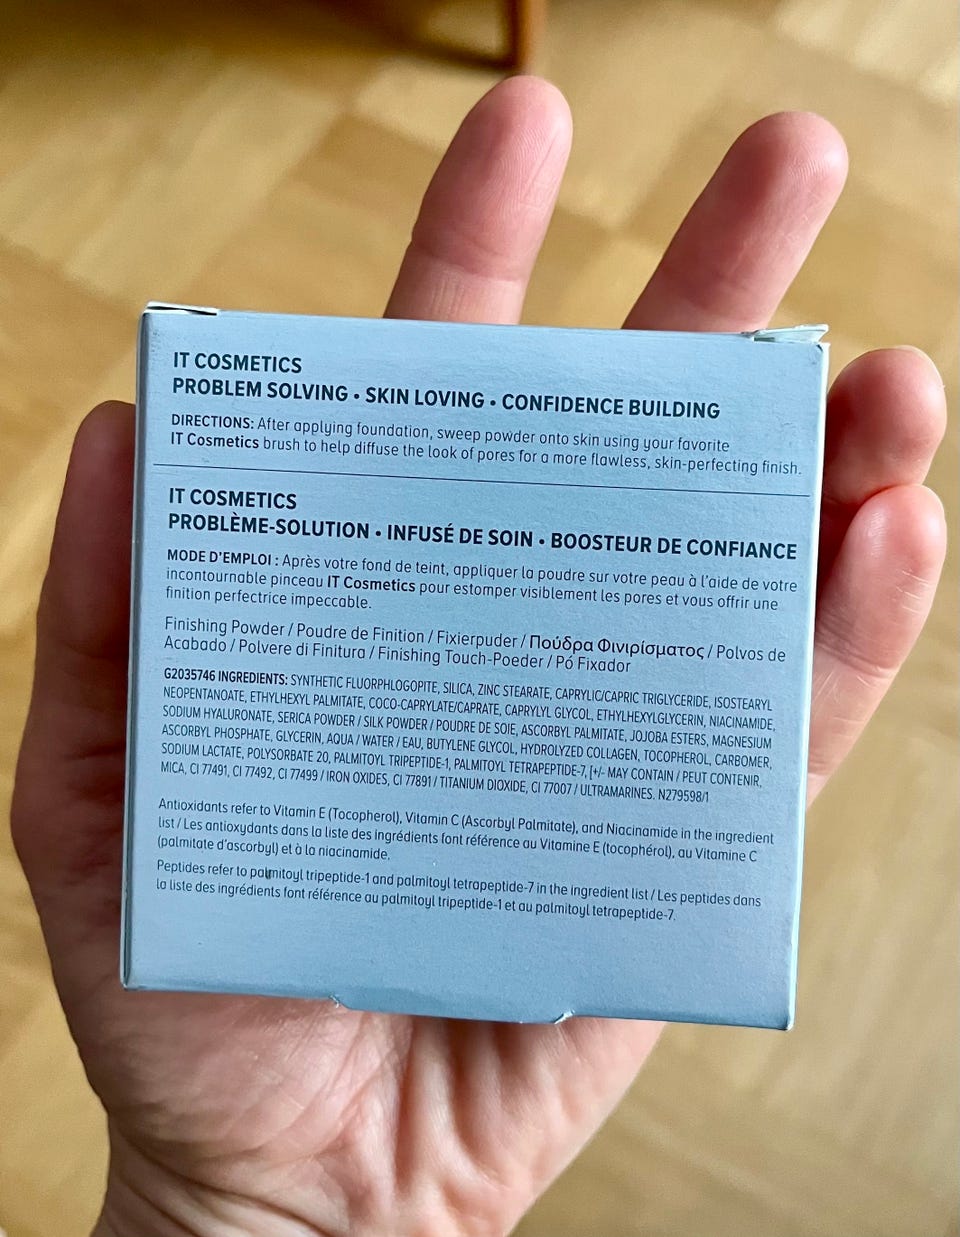 IT COSMETICS
PROBLEM SOLVING • SKIN LOVING • CONFIDENCE BUILDING
DIRECTIONS: After applying foundation, sweep powder onto skin using your favorite
IT Cosmetics brush to help diffuse the look of pores for a more flawless, skin-perfecting finish.
IT COSMETICS
PROBLÈME-SOLUTION • INFUSÉ DE SOIN • BOOSTEUR DE CONFIANCE
MODE D'EMPLOI : Après votre fond de teint, appliquer la poudre sur votre peau à l'aide de votre
incontournable pinceau IT Cosmetics pour estomper visiblement les pores et vous offrir une
finition perfectrice impeccable.
Finishing Powder / Poudre de Finition / Fixierpuder / Πούδρα Φινιρίσματος / Polvos de
Acabado / Polvere di Finitura / Finishing Touch-Poeder / Pó Fixador
G2035746 INGREDIENTS: SYNTHETIC FLUORPHLOGOPITE, SILICA, ZINC STEARATE, CAPRYLIC/CAPRIC TRIGLYCERIDE, ISOSTEARYL
NEOPENTANOATE, ETHYLHEXYL PALMITATE, COCO-CAPRYLATE/CAPRATE, CAPRYLYL GLYCOL, ETHYLHEXYLGLYCERIN, NIACINAMIDE,
SODIUM HYALURONATE, SERICA POWDER / SILK POWDER / POUDRE DE SOIE, ASCORBYL PALMITATE, JOJOBA ESTERS, MAGNESIUM
ASCORBYL PHOSPHATE, GLYCERIN, AQUA / WATER / EAU, BUTYLENE GLYCOL, HYDROLYZED COLLAGEN, TOCOPHEROL, CARBOMER,
SODIUM LACTATE, POLYSORBATE 20, PALMITOYL TRIPEPTIDE-1, PALMITOYL TETRAPEPTIDE-7, [+/- MAY CONTAIN / PEUT CONTENIR,
MICA, CI 77491, CI 77492, CI 77499 / IRON OXIDES, CI 77891 / TITANIUM DIOXIDE, CI 77007 / ULTRAMARINES. N279598/1
Antioxidants refer to Vitamin E (Tocopherol), Vitamin C (Ascorbyl Palmitate), and Niacinamide in the ingredient
list / Les antioxydants dans la liste des ingrédients font référence au Vitamine E (tocophérol), au Vitamine C
(palmitate d'ascorbyl) et à la niacinamide.
Peptides refer to palmitoyl tripeptide-1 and palmitoyl tetrapeptide-7 in the ingredient list / Les peptides dans
la liste des ingrédients font référence au palmitoyl tripeptide-1 et au palmitoyl tetrapeptide-7.